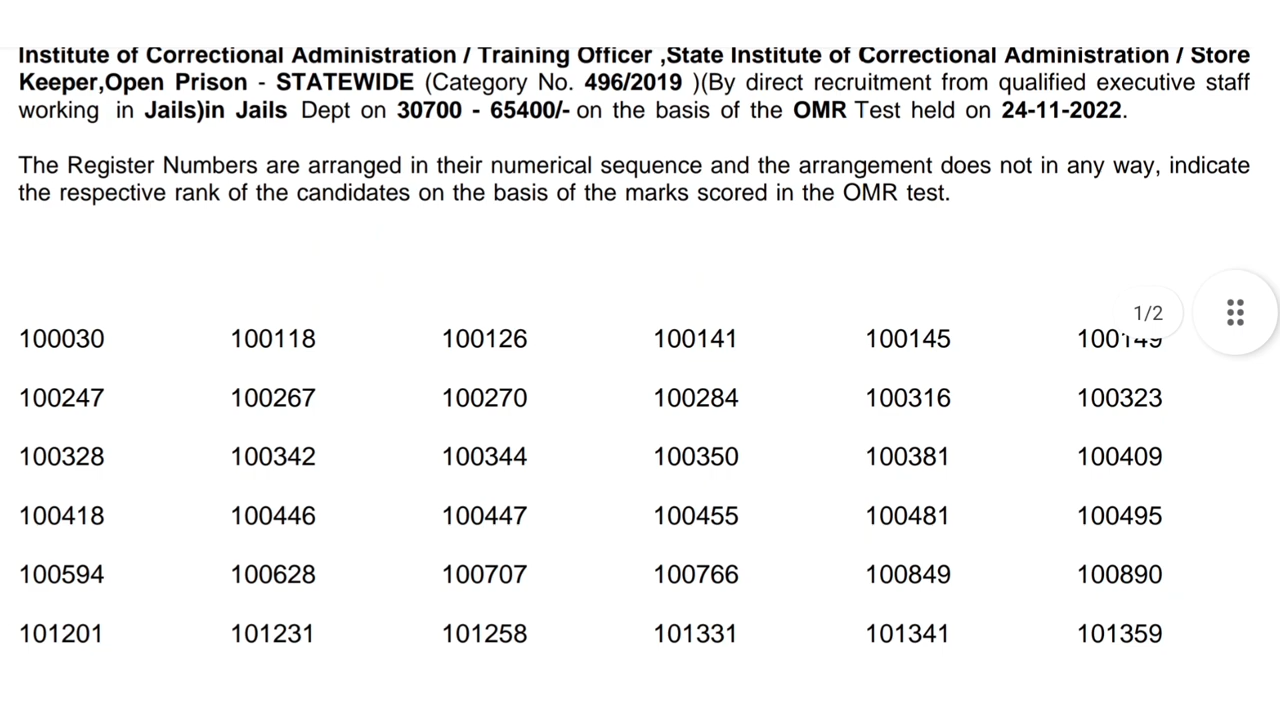 Institute of Correctional Administration / Training Officer ,State Institute of Correctional Administration / Store
Keeper,Open Prison - STATEWIDE (Category No. 496/2019 )(By direct recruitment from qualified executive staff
working in Jails)in Jails Dept on 30700 - 65400/- on the basis of the OMR Test held on 24-11-2022.
The Register Numbers are arranged in their numerical sequence and the arrangement does not in any way, indicate
the respective rank of the candidates on the basis of the marks scored in the OMR test.
1/2
100030 100118 100126 100141 100145 100149
100247 100267 100270 100284 100316 100323
100328 100342 100344 100350 100381 100409
100418 100446 100447 100455 100481 100495
100594 100628 100707 100766 100849 100890
101201 101231 101258 101331 101341 101359